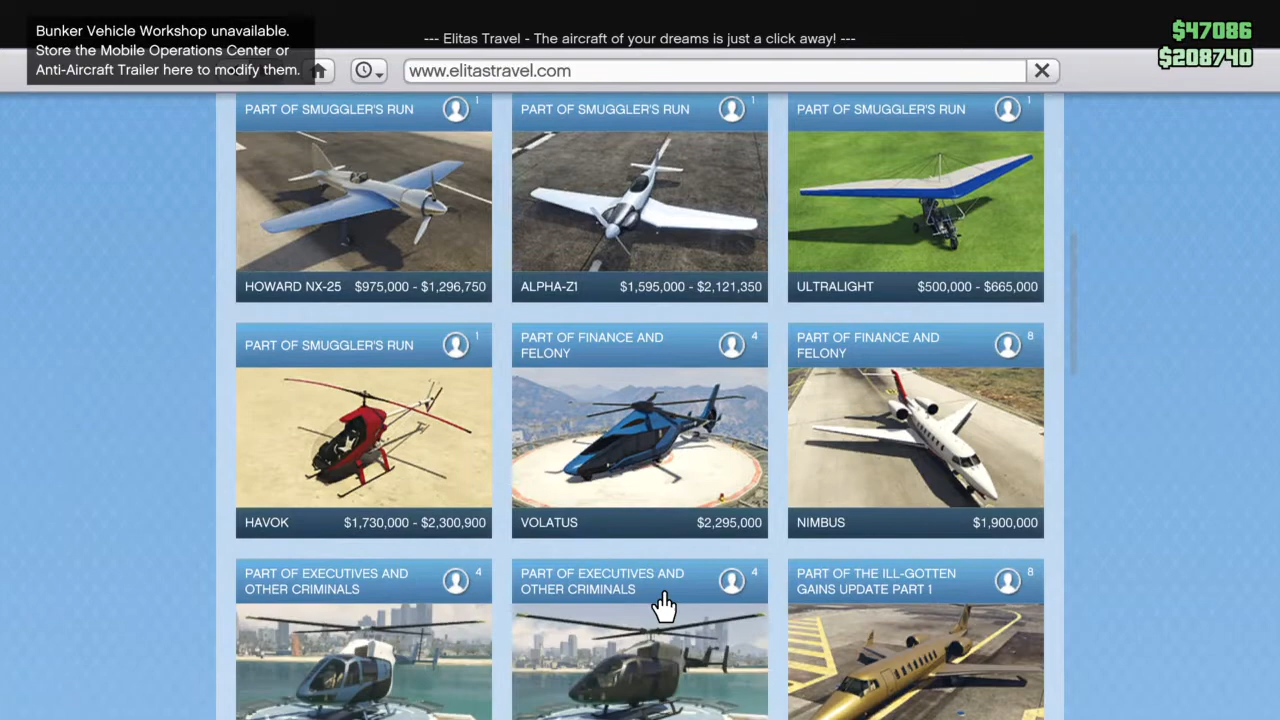 Bunker Vehicle Workshop unavailable.
Store the Mobile Operations Center or
Anti-Aircraft Trailer here to modify them.
--- Elitas Travel - The aircraft of your dreams is just a click away! ---
$47086
$208740
www.elitastravel.com
PART OF SMUGGLER'S RUN 1
PART OF SMUGGLER'S RUN 1
PART OF SMUGGLER'S RUN 1
HOWARD NX-25 $975,000 - $1,296,750
ALPHA-Z1 $1,595,000 - $2,121,350
ULTRALIGHT $500,000 - $665,000
PART OF SMUGGLER'S RUN 1
PART OF FINANCE AND
FELONY 4
PART OF FINANCE AND
FELONY 8
HAVOK $1,730,000 - $2,300,900
VOLATUS $2,295,000
NIMBUS $1,900,000
PART OF EXECUTIVES AND
OTHER CRIMINALS 4
PART OF EXECUTIVES AND
OTHER CRIMINALS 4
PART OF THE ILL-GOTTEN
GAINS UPDATE PART 1 8